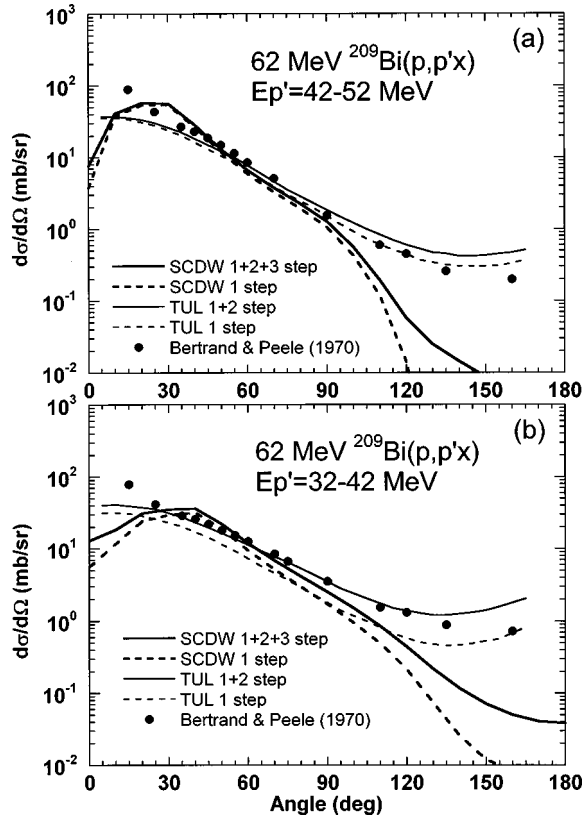 (a)
62 MeV ²⁰⁹Bi(p,p'x)
Ep'=42-52 MeV
dσ/dΩ (mb/sr)
10³
10²
10¹
10⁰
10⁻¹
10⁻²
SCDW 1+2+3 step
SCDW 1 step
TUL 1+2 step
TUL 1 step
Bertrand & Peele (1970)
0 30 60 90 120 150 180
(b)
62 MeV ²⁰⁹Bi(p,p'x)
Ep'=32-42 MeV
dσ/dΩ (mb/sr)
10³
10²
10¹
10⁰
10⁻¹
10⁻²
SCDW 1+2+3 step
SCDW 1 step
TUL 1+2 step
TUL 1 step
Bertrand & Peele (1970)
0 30 60 90 120 150 180
Angle (deg)